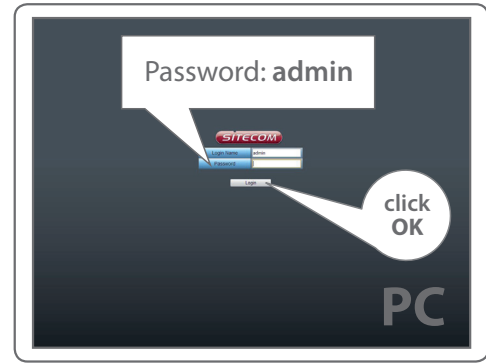 Password: admin
SITECOM
Login Name admin
Password
Login
click
OK
PC